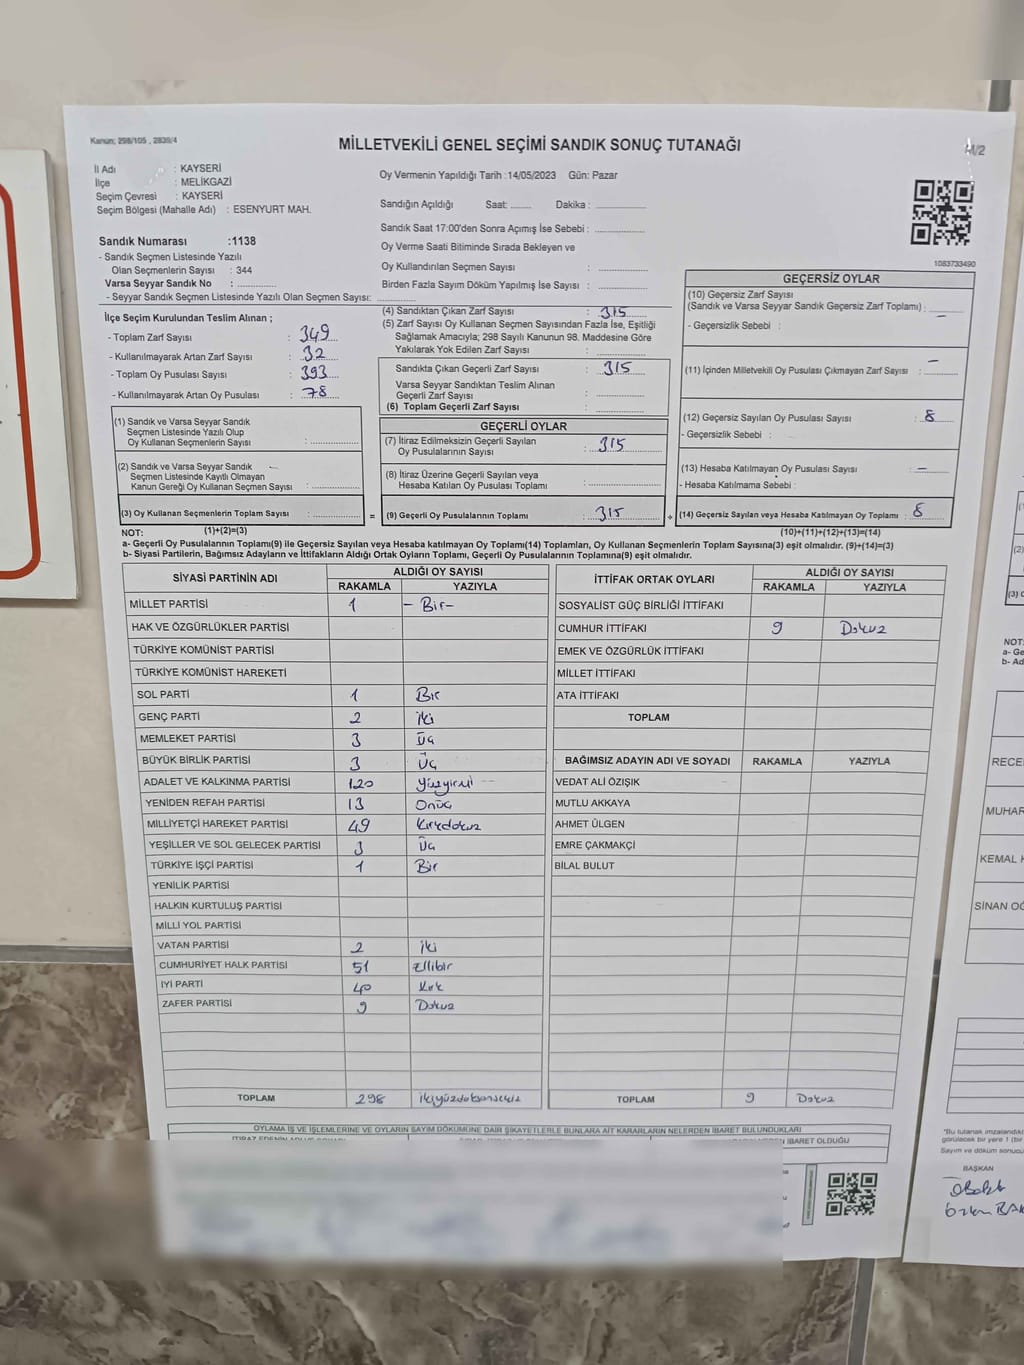 Kanun; 298/105 , 2839/4
MİLLETVEKİLİ GENEL SEÇİMİ SANDIK SONUÇ TUTANAĞI
M/2
İl Adı : KAYSERİ
İlçe : MELİKGAZİ
Seçim Çevresi : KAYSERİ
Seçim Bölgesi (Mahalle Adı) : ESENYURT MAH.
Oy Vermenin Yapıldığı Tarih :14/05/2023 Gün: Pazar
Sandığın Açıldığı Saat: ........ Dakika : ....................
Sandık Saat 17:00'den Sonra Açımış İse Sebebi : ....................
Oy Verme Saati Bitiminde Sırada Bekleyen ve
Oy Kullandırılan Seçmen Sayısı : ....................
Birden Fazla Sayım Döküm Yapılmış İse Sayısı : ....................
1083733490
Sandık Numarası :1138
- Sandık Seçmen Listesinde Yazılı
Olan Seçmenlerin Sayısı : 344
Varsa Seyyar Sandık No : ................
- Seyyar Sandık Seçmen Listesinde Yazılı Olan Seçmen Sayısı: ................
İlçe Seçim Kurulundan Teslim Alınan ;
- Toplam Zarf Sayısı : 349
- Kullanılmayarak Artan Zarf Sayısı : 32
- Toplam Oy Pusulası Sayısı : 393
- Kullanılmayarak Artan Oy Pusulası : 78
(4) Sandıktan Çıkan Zarf Sayısı : 315
(5) Zarf Sayısı Oy Kullanan Seçmen Sayısından Fazla İse, Eşitliği
Sağlamak Amacıyla; 298 Sayılı Kanunun 98. Maddesine Göre
Yakılarak Yok Edilen Zarf Sayısı : ....................
Sandıkta Çıkan Geçerli Zarf Sayısı : 315
Varsa Seyyar Sandıktan Teslim Alınan
Geçerli Zarf Sayısı : ....................
(6) Toplam Geçerli Zarf Sayısı : ....................
GEÇERSİZ OYLAR
(10) Geçersiz Zarf Sayısı
(Sandık ve Varsa Seyyar Sandık Geçersiz Zarf Toplamı) : –
- Geçersizlik Sebebi :
(11) İçinden Milletvekili Oy Pusulası Çıkmayan Zarf Sayısı : –
(12) Geçersiz Sayılan Oy Pusulası Sayısı : 8
- Geçersizlik Sebebi :
(13) Hesaba Katılmayan Oy Pusulası Sayısı : –
- Hesaba Katılmama Sebebi :
(14) Geçersiz Sayılan veya Hesaba Katılmayan Oy Toplamı : 8
(1) Sandık ve Varsa Seyyar Sandık
Seçmen Listesinde Yazılı Olup
Oy Kullanan Seçmenlerin Sayısı : ................
(2) Sandık ve Varsa Seyyar Sandık
Seçmen Listesinde Kayıtlı Olmayan
Kanun Gereği Oy Kullanan Seçmen Sayısı : ................
(3) Oy Kullanan Seçmenlerin Toplam Sayısı : ................ =
GEÇERLİ OYLAR
(7) İtiraz Edilmeksizin Geçerli Sayılan
Oy Pusulalarının Sayısı : 315
(8) İtiraz Üzerine Geçerli Sayılan veya
Hesaba Katılan Oy Pusulası Toplamı : ....................
(9) Geçerli Oy Pusulalarının Toplamı : 315 +
NOT: (1)+(2)=(3) (10)+(11)+(12)+(13)=(14)
a- Geçerli Oy Pusulalarının Toplamı(9) ile Geçersiz Sayılan veya Hesaba katılmayan Oy Toplamı(14) Toplamları, Oy Kullanan Seçmenlerin Toplam Sayısına(3) eşit olmalıdır. (9)+(14)=(3)
b- Siyasi Partilerin, Bağımsız Adayların ve İttifakların Aldığı Ortak Oyların Toplamı, Geçerli Oy Pusulalarının Toplamına(9) eşit olmalıdır.
SİYASİ PARTİNİN ADI ALDIĞI OY SAYISI
RAKAMLA YAZIYLA
MİLLET PARTİSİ 1 – Bir –
HAK VE ÖZGÜRLÜKLER PARTİSİ
TÜRKİYE KOMÜNİST PARTİSİ
TÜRKİYE KOMÜNİST HAREKETİ
SOL PARTİ 1 Bir
GENÇ PARTİ 2 iki
MEMLEKET PARTİSİ 3 Üç
BÜYÜK BİRLİK PARTİSİ 3 Üç
ADALET VE KALKINMA PARTİSİ 120 Yüzyirmi
YENİDEN REFAH PARTİSİ 13 Onüç
MİLLİYETÇİ HAREKET PARTİSİ 49 Kırkdokuz
YEŞİLLER VE SOL GELECEK PARTİSİ 3 Üç
TÜRKİYE İŞÇİ PARTİSİ 1 Bir
YENİLİK PARTİSİ
HALKIN KURTULUŞ PARTİSİ
MİLLİ YOL PARTİSİ
VATAN PARTİSİ 2 İki
CUMHURİYET HALK PARTİSİ 51 Ellibir
İYİ PARTİ 40 Kırk
ZAFER PARTİSİ 9 Dokuz
TOPLAM 298 ikiyüzdoksansekiz
İTTİFAK ORTAK OYLARI ALDIĞI OY SAYISI
RAKAMLA YAZIYLA
SOSYALİST GÜÇ BİRLİĞİ İTTİFAKI
CUMHUR İTTİFAKI 9 Dokuz
EMEK VE ÖZGÜRLÜK İTTİFAKI
MİLLET İTTİFAKI
ATA İTTİFAKI
TOPLAM
BAĞIMSIZ ADAYIN ADI VE SOYADI RAKAMLA YAZIYLA
VEDAT ALİ ÖZIŞIK
MUTLU AKKAYA
AHMET ÜLGEN
EMRE ÇAKMAKÇİ
BİLAL BULUT
TOPLAM 9 Dokuz
OYLAMA İŞ VE İŞLEMLERİNE VE OYLARIN SAYIM DÖKÜMÜNE DAİR ŞİKAYETLERLE BUNLARA AİT KARARLARIN NELERDEN İBARET BULUNDUKLARI
İBARET OLDUĞU
(2)
(3) O
NOT:
a- Ge
b- Ad
RECE
MUHAR
KEMAL K
SİNAN OĞ
"Bu tutanak imzalandıkt
görülecek bir yere 1 (bir
Sayım ve döküm sonucu
BAŞKAN